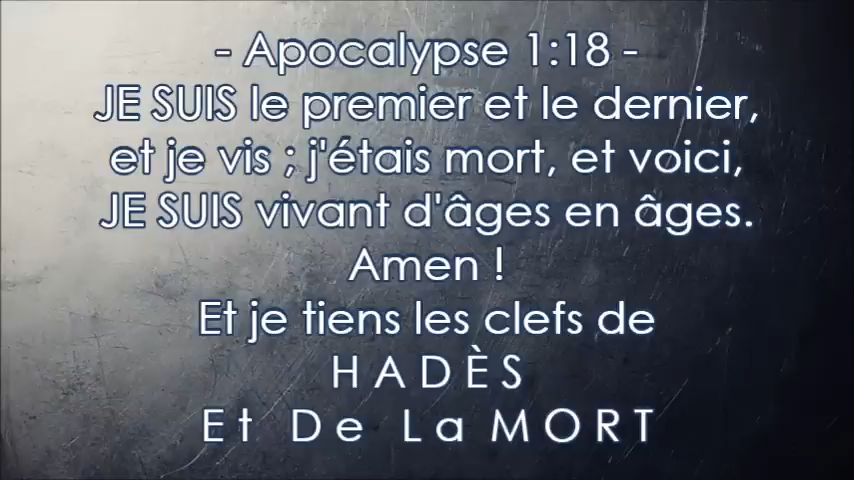 - Apocalypse 1:18 -
JE SUIS le premier et le dernier,
et je vis ; j'étais mort, et voici,
JE SUIS vivant d'âges en âges.
Amen !
Et je tiens les clefs de
HADÈS
Et De La MORT